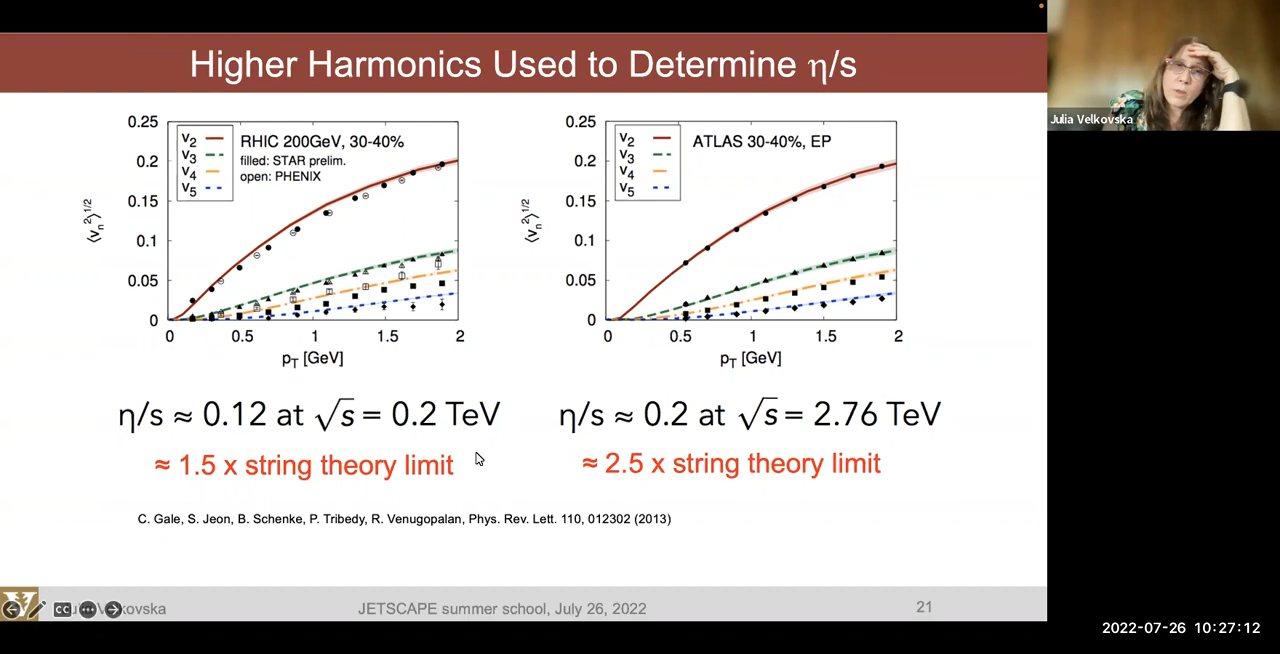 Higher Harmonics Used to Determine η/s
Julia Velkovska
0.25
0.2
0.15
0.1
0.05
0
⟨vₙ²⟩^1/2
v₂
v₃
v₄
v₅
RHIC 200GeV, 30-40%
filled: STAR prelim.
open: PHENIX
0 0.5 1 1.5 2
p_T [GeV]
0.25
0.2
0.15
0.1
0.05
0
⟨vₙ²⟩^1/2
v₂
v₃
v₄
v₅
ATLAS 30-40%, EP
0 0.5 1 1.5 2
p_T [GeV]
η/s ≈ 0.12 at √s = 0.2 TeV
≈ 1.5 x string theory limit
η/s ≈ 0.2 at √s = 2.76 TeV
≈ 2.5 x string theory limit
C. Gale, S. Jeon, B. Schenke, P. Tribedy, R. Venugopalan, Phys. Rev. Lett. 110, 012302 (2013)
CC
JETSCAPE summer school, July 26, 2022
21
2022-07-26 10:27:12